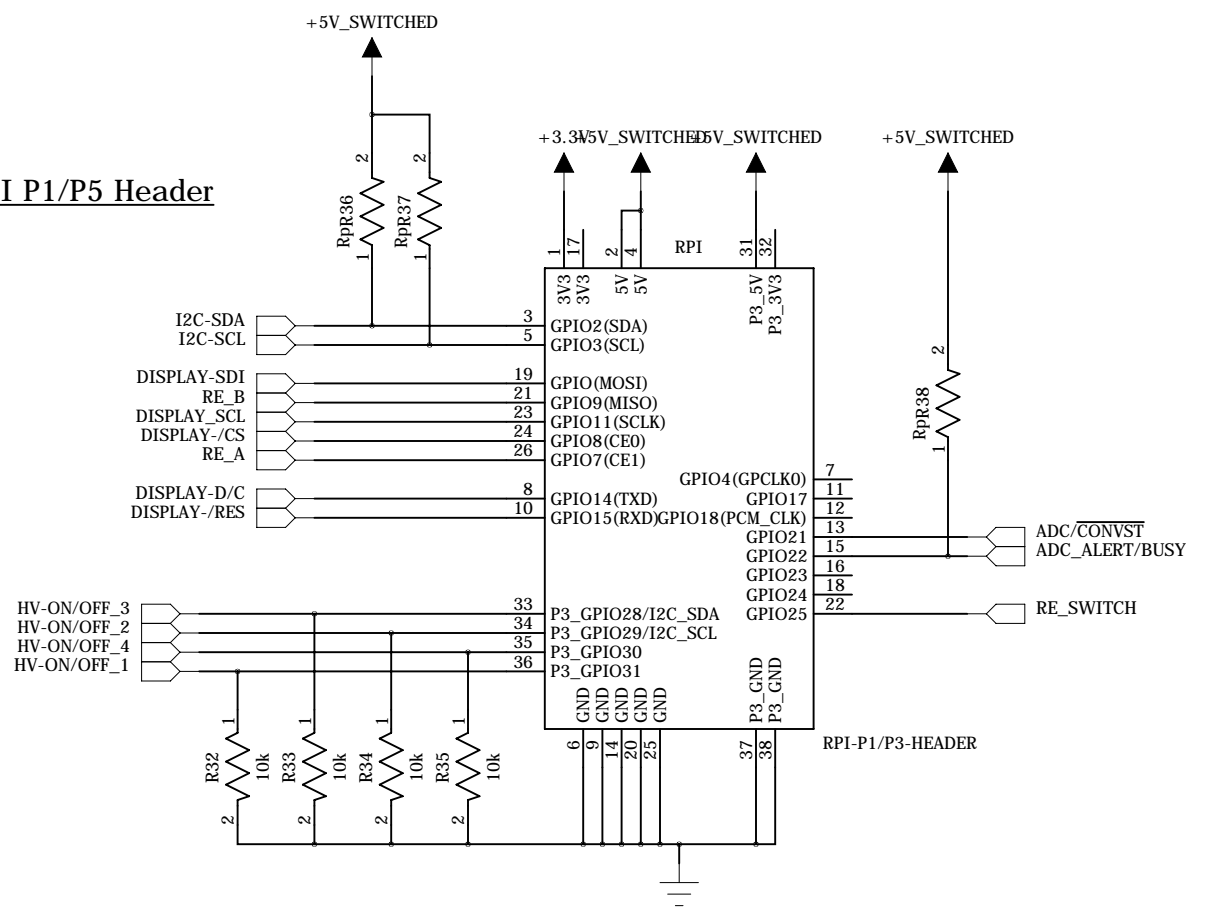 +5V_SWITCHED
+3.3V
+5V_SWITCHED
+5V_SWITCHED
+5V_SWITCHED
I P1/P5 Header
2
RpR36
1
2
RpR37
1
1
17
2
4
RPI
31
32
3V3
3V3
5V
5V
P3_5V
P3_3V3
I2C-SDA
3
GPIO2(SDA)
I2C-SCL
5
GPIO3(SCL)
DISPLAY-SDI
19
GPIO(MOSI)
RE_B
21
GPIO9(MISO)
DISPLAY_SCL
23
GPIO11(SCLK)
DISPLAY-/CS
24
GPIO8(CE0)
RE_A
26
GPIO7(CE1)
2
RpR38
1
DISPLAY-D/C
8
GPIO14(TXD)
DISPLAY-/RES
10
GPIO15(RXD)
GPIO4(GPCLK0)
7
GPIO17
11
GPIO18(PCM_CLK)
12
GPIO21
13
ADC/CONVST
GPIO22
15
ADC_ALERT/BUSY
GPIO23
16
GPIO24
18
GPIO25
22
RE_SWITCH
HV-ON/OFF_3
33
P3_GPIO28/I2C_SDA
HV-ON/OFF_2
34
P3_GPIO29/I2C_SCL
HV-ON/OFF_4
35
P3_GPIO30
HV-ON/OFF_1
36
P3_GPIO31
GND
GND
GND
GND
GND
P3_GND
P3_GND
6
9
14
20
25
37
38
RPI-P1/P3-HEADER
1
R32
10k
2
1
R33
10k
2
1
R34
10k
2
1
R35
10k
2